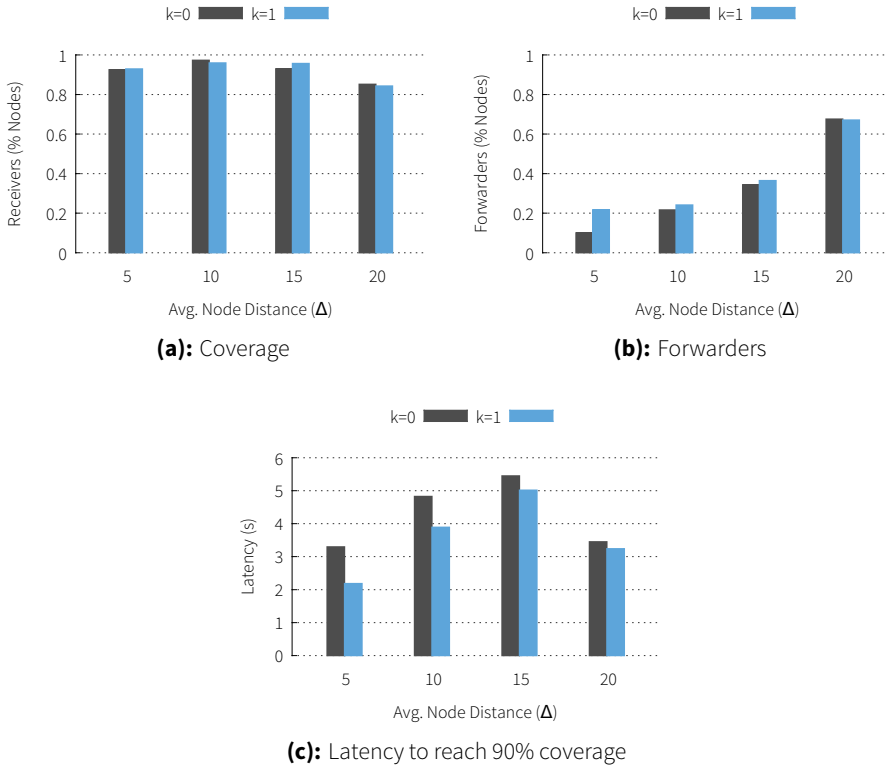 k=0 k=1
Receivers (% Nodes)
1
0.8
0.6
0.4
0.2
0
5 10 15 20
Avg. Node Distance (Δ)
(a): Coverage
k=0 k=1
Forwarders (% Nodes)
1
0.8
0.6
0.4
0.2
0
5 10 15 20
Avg. Node Distance (Δ)
(b): Forwarders
k=0 k=1
Latency (s)
6
5
4
3
2
1
0
5 10 15 20
Avg. Node Distance (Δ)
(c): Latency to reach 90% coverage